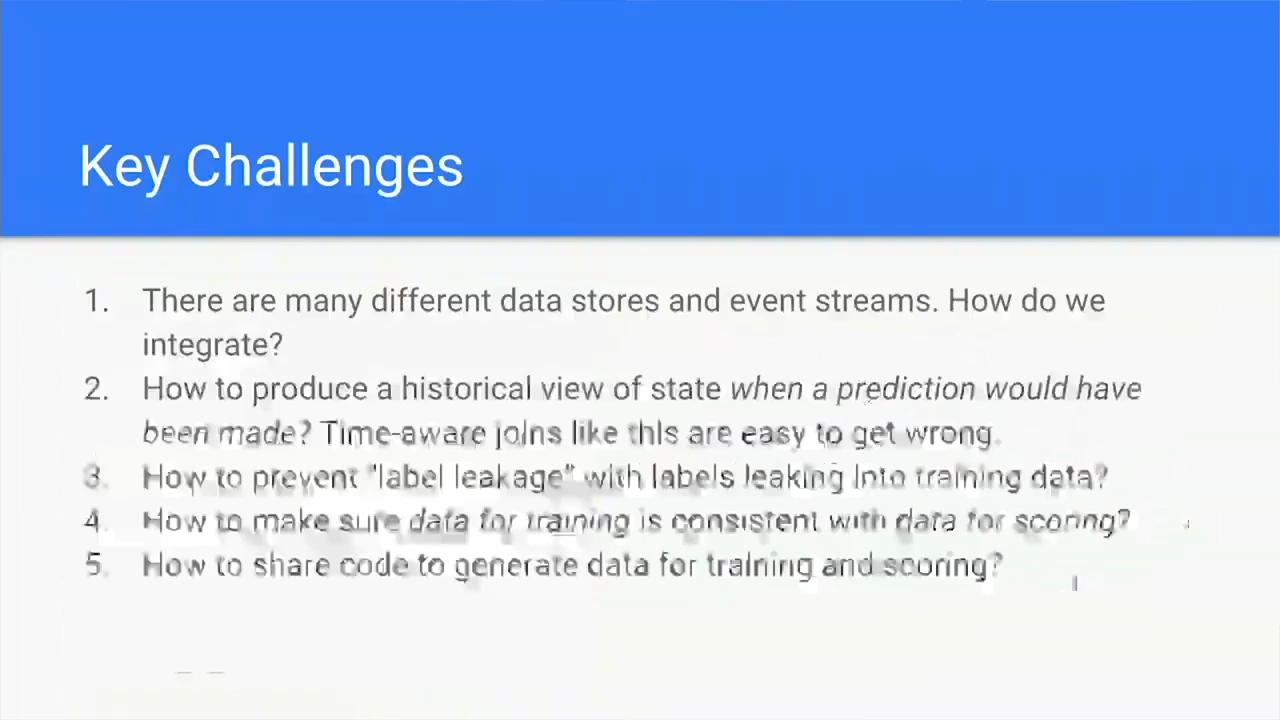 Key Challenges
1. There are many different data stores and event streams. How do we
integrate?
2. How to produce a historical view of state when a prediction would have
been made? Time-aware joins like this are easy to get wrong.
3. How to prevent "label leakage" with labels leaking into training data?
4. How to make sure data for training is consistent with data for scoring?
5. How to share code to generate data for training and scoring?